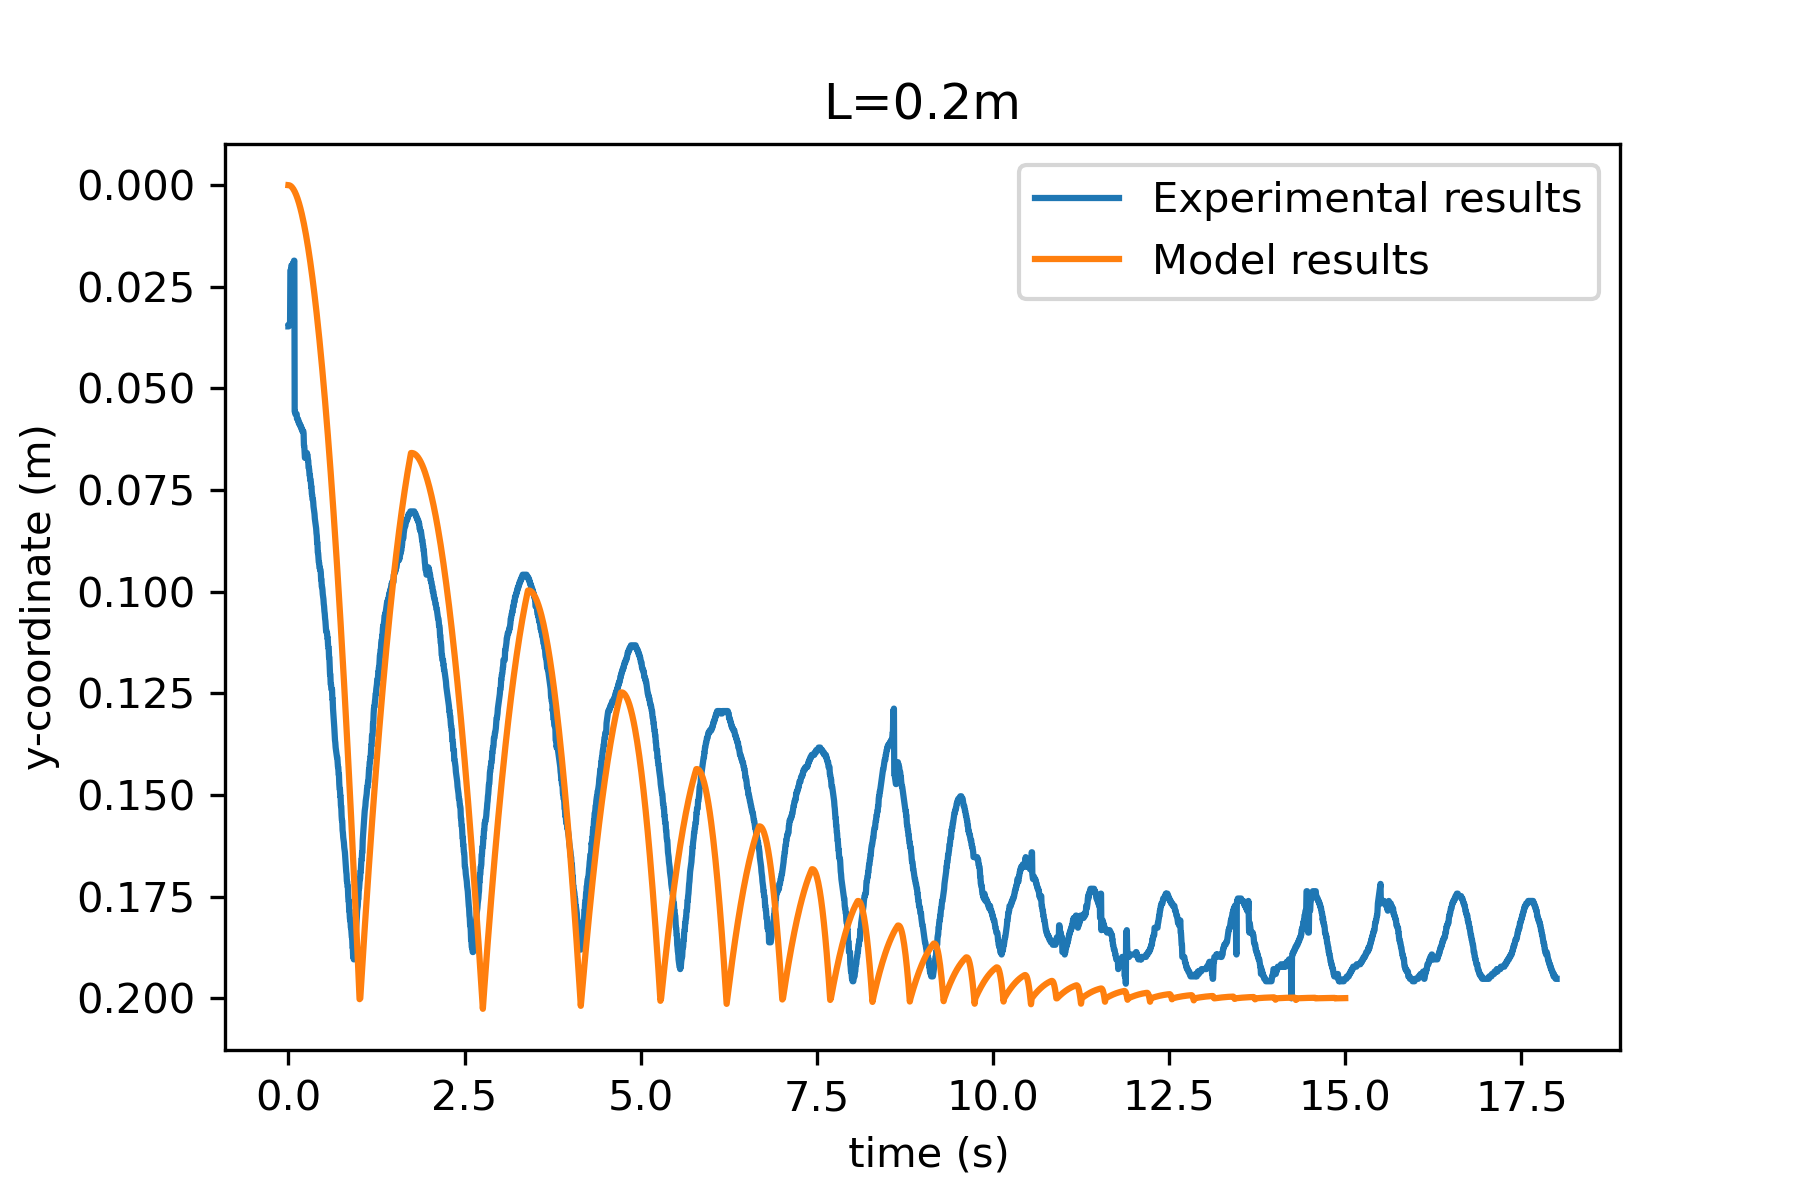 L=0.2m
Experimental results
Model results
y-coordinate (m)
0.000
0.025
0.050
0.075
0.100
0.125
0.150
0.175
0.200
0.0 2.5 5.0 7.5 10.0 12.5 15.0 17.5
time (s)